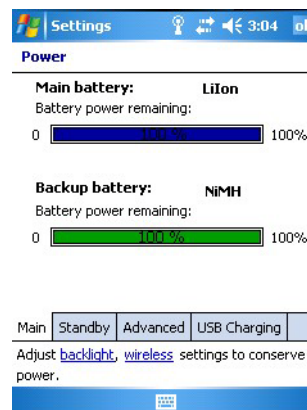 Settings 3:04 ok
Power
Main battery: LiIon
Battery power remaining:
0 100 % 100%
Backup battery: NiMH
Battery power remaining:
0 100 % 100%
Main Standby Advanced USB Charging
Adjust backlight, wireless settings to conserve
power.